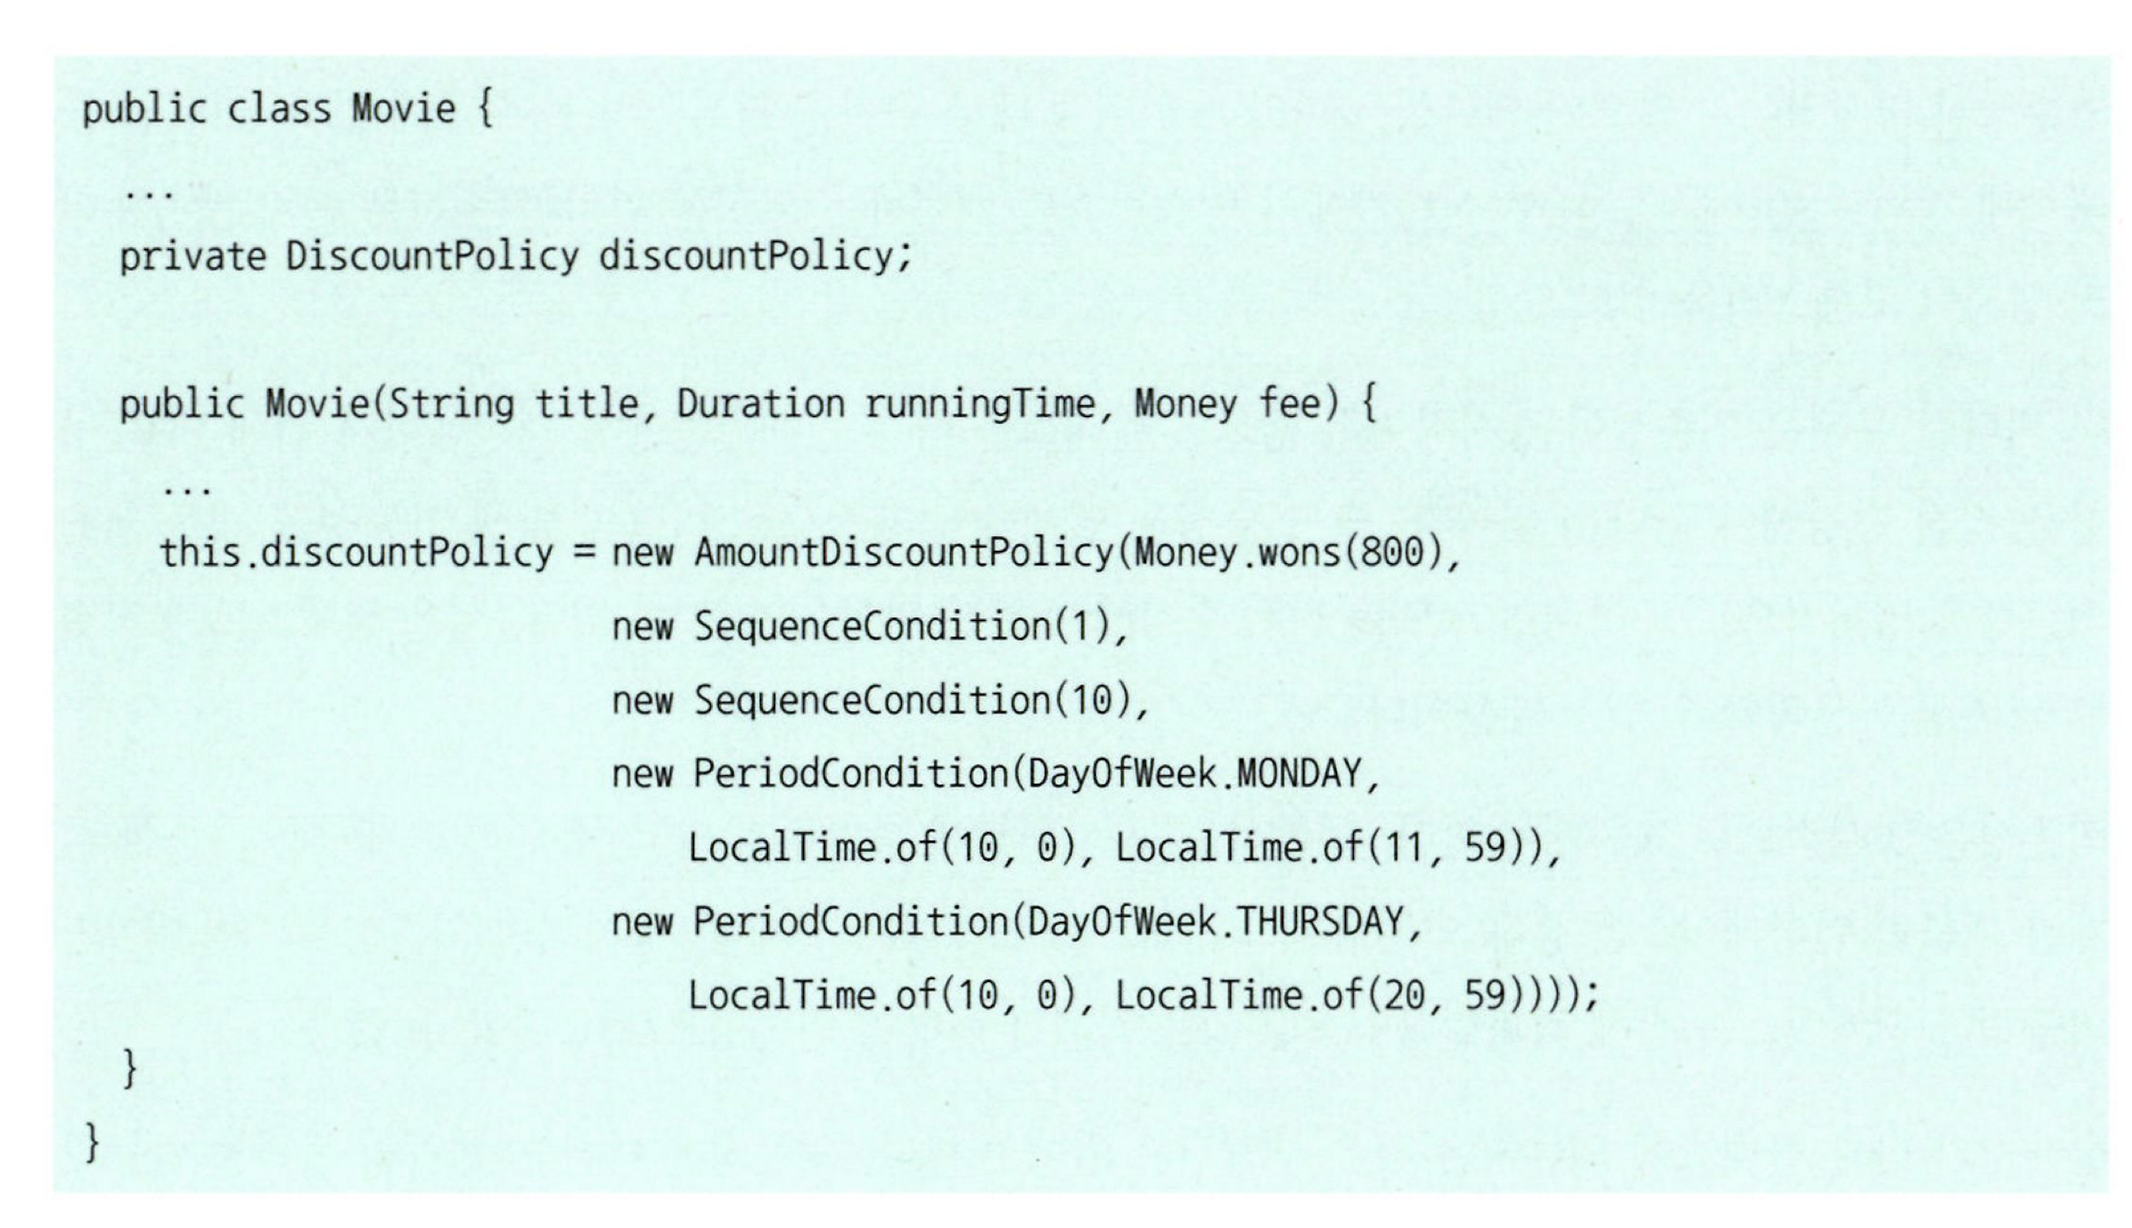 public class Movie {
...
private DiscountPolicy discountPolicy;
public Movie(String title, Duration runningTime, Money fee) {
...
this.discountPolicy = new AmountDiscountPolicy(Money.wons(800),
new SequenceCondition(1),
new SequenceCondition(10),
new PeriodCondition(DayOfWeek.MONDAY,
LocalTime.of(10, 0), LocalTime.of(11, 59)),
new PeriodCondition(DayOfWeek.THURSDAY,
LocalTime.of(10, 0), LocalTime.of(20, 59))));
}
}